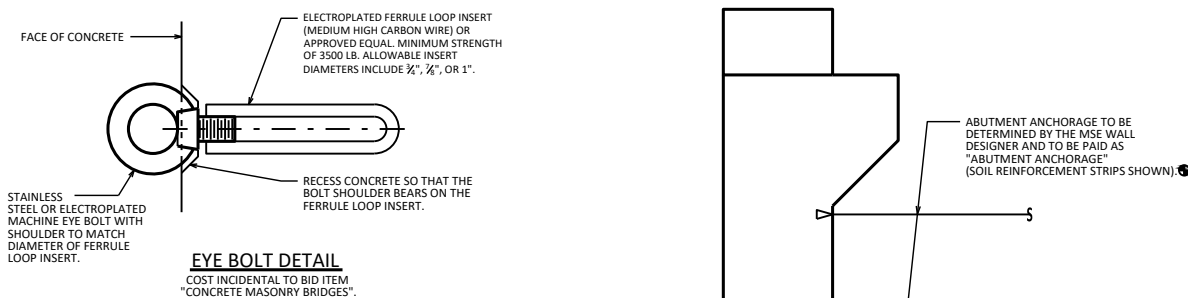 FACE OF CONCRETE
ELECTROPLATED FERRULE LOOP INSERT
(MEDIUM HIGH CARBON WIRE) OR
APPROVED EQUAL. MINIMUM STRENGTH
OF 3500 LB. ALLOWABLE INSERT
DIAMETERS INCLUDE ¾", ⅞", OR 1".
STAINLESS
STEEL OR ELECTROPLATED
MACHINE EYE BOLT WITH
SHOULDER TO MATCH
DIAMETER OF FERRULE
LOOP INSERT.
RECESS CONCRETE SO THAT THE
BOLT SHOULDER BEARS ON THE
FERRULE LOOP INSERT.
EYE BOLT DETAIL
COST INCIDENTAL TO BID ITEM
"CONCRETE MASONRY BRIDGES".
ABUTMENT ANCHORAGE TO BE
DETERMINED BY THE MSE WALL
DESIGNER AND TO BE PAID AS
"ABUTMENT ANCHORAGE"
(SOIL REINFORCEMENT STRIPS SHOWN).